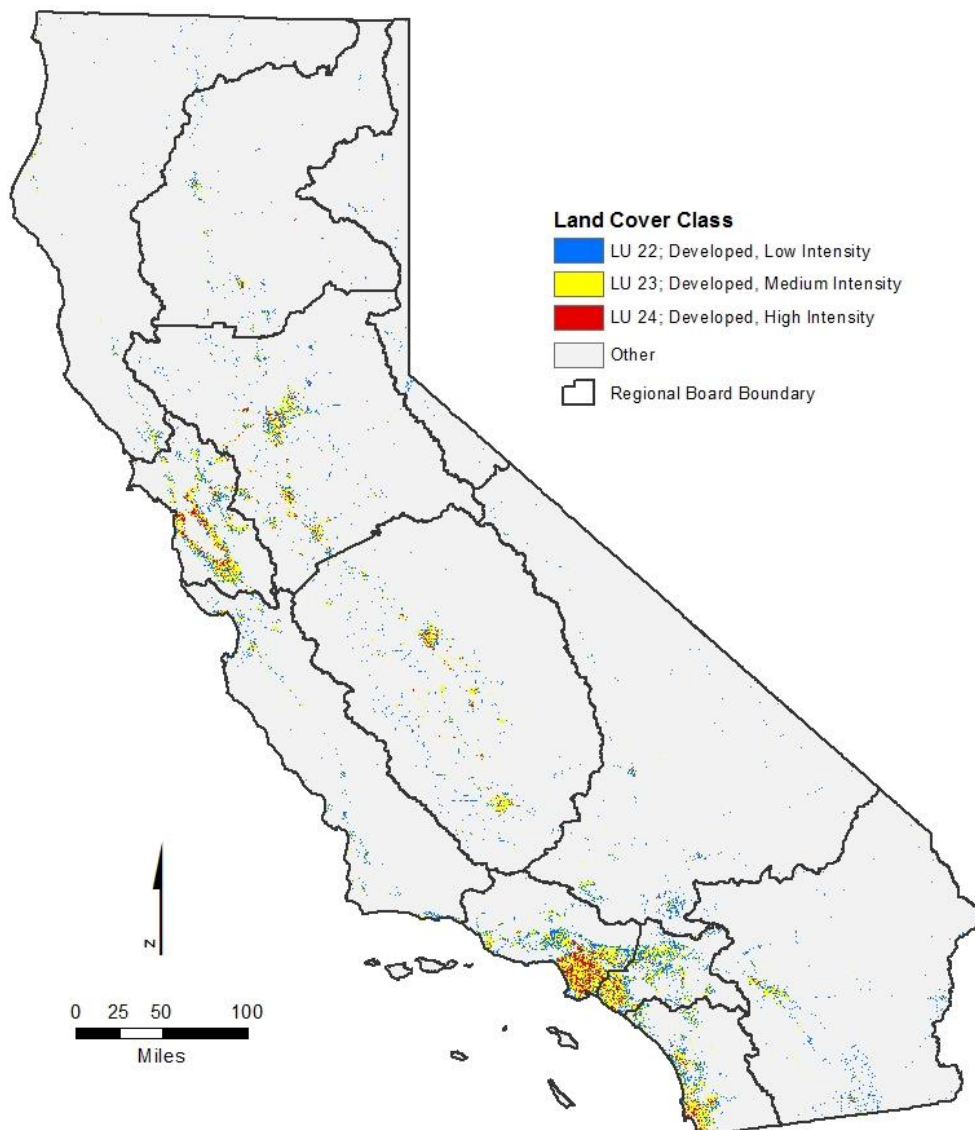 Land Cover Class
LU 22; Developed, Low Intensity
LU 23; Developed, Medium Intensity
LU 24; Developed, High Intensity
Other
Regional Board Boundary
N
0 25 50 100
Miles